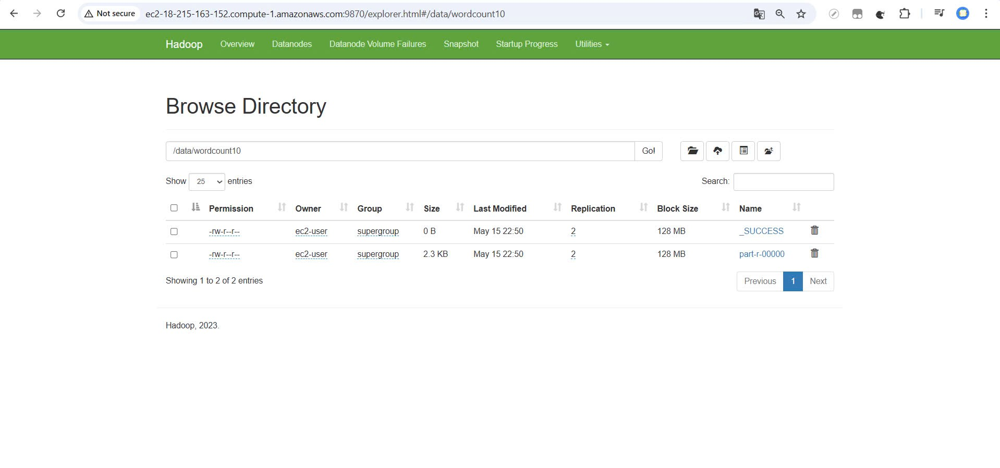 Not secure ec2-18-215-163-152.compute-1.amazonaws.com:9870/explorer.html#/data/wordcount10
Hadoop Overview Datanodes Datanode Volume Failures Snapshot Startup Progress Utilities
Browse Directory
/data/wordcount10 Go!
Show 25 entries Search:
Permission Owner Group Size Last Modified Replication Block Size Name
-rw-r--r-- ec2-user supergroup 0 B May 15 22:50 2 128 MB _SUCCESS
-rw-r--r-- ec2-user supergroup 2.3 KB May 15 22:50 2 128 MB part-r-00000
Showing 1 to 2 of 2 entries Previous 1 Next
Hadoop, 2023.